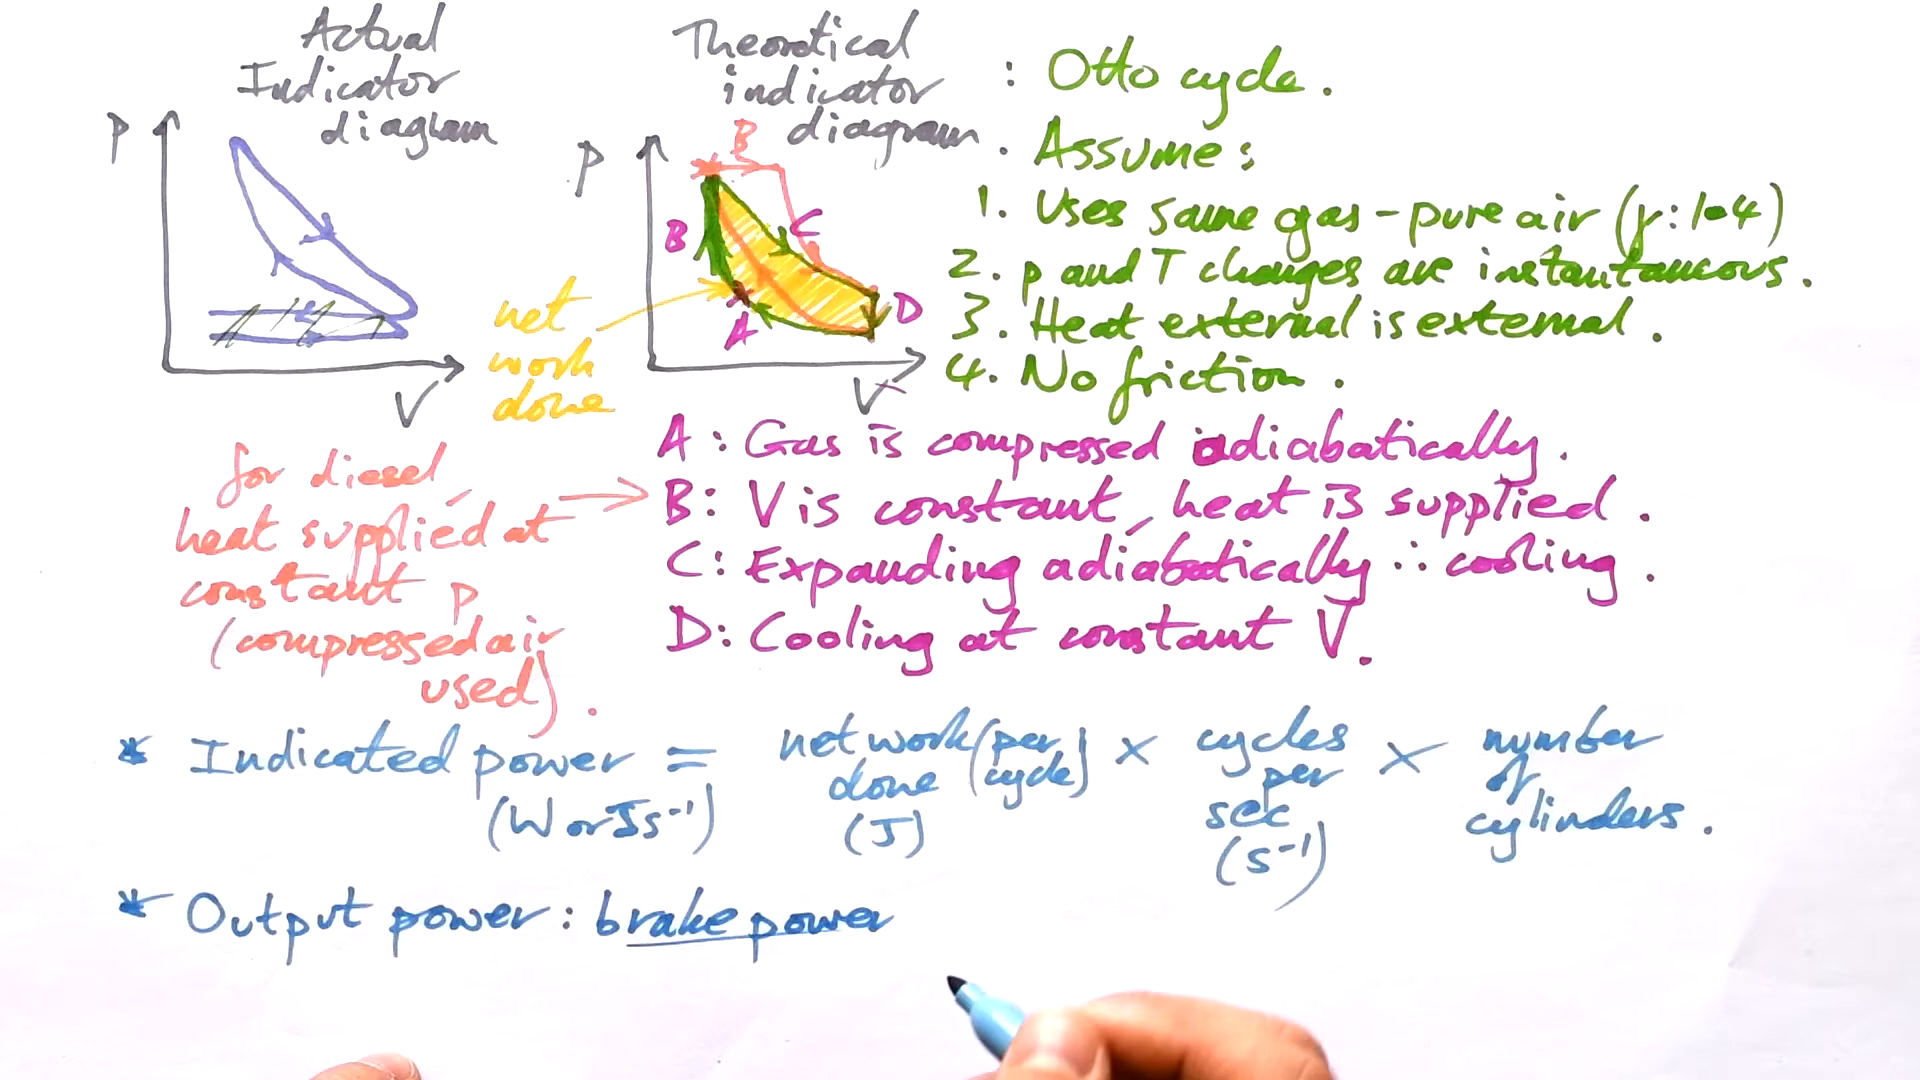 Actual
Indicator
diagram
p
V
Theoretical
indicator
diagram
p
V
B
B
C
A
D
net
work
done
: Otto cycle.
. Assume:
1. Uses same gas - pure air (γ: 1.4)
2. p and T changes are instantaneous.
3. Heat external is external.
4. No friction.
A: Gas is compressed adiabatically.
B: V is constant, heat is supplied.
C: Expanding adiabatically ∴ cooling.
D: Cooling at constant V.
for diesel,
heat supplied at
constant p
(compressed air
used).
* Indicated power = net work done (per cycle) × cycles per sec × number of cylinders.
(W or Js⁻¹) (J) (s⁻¹)
* Output power: brake power